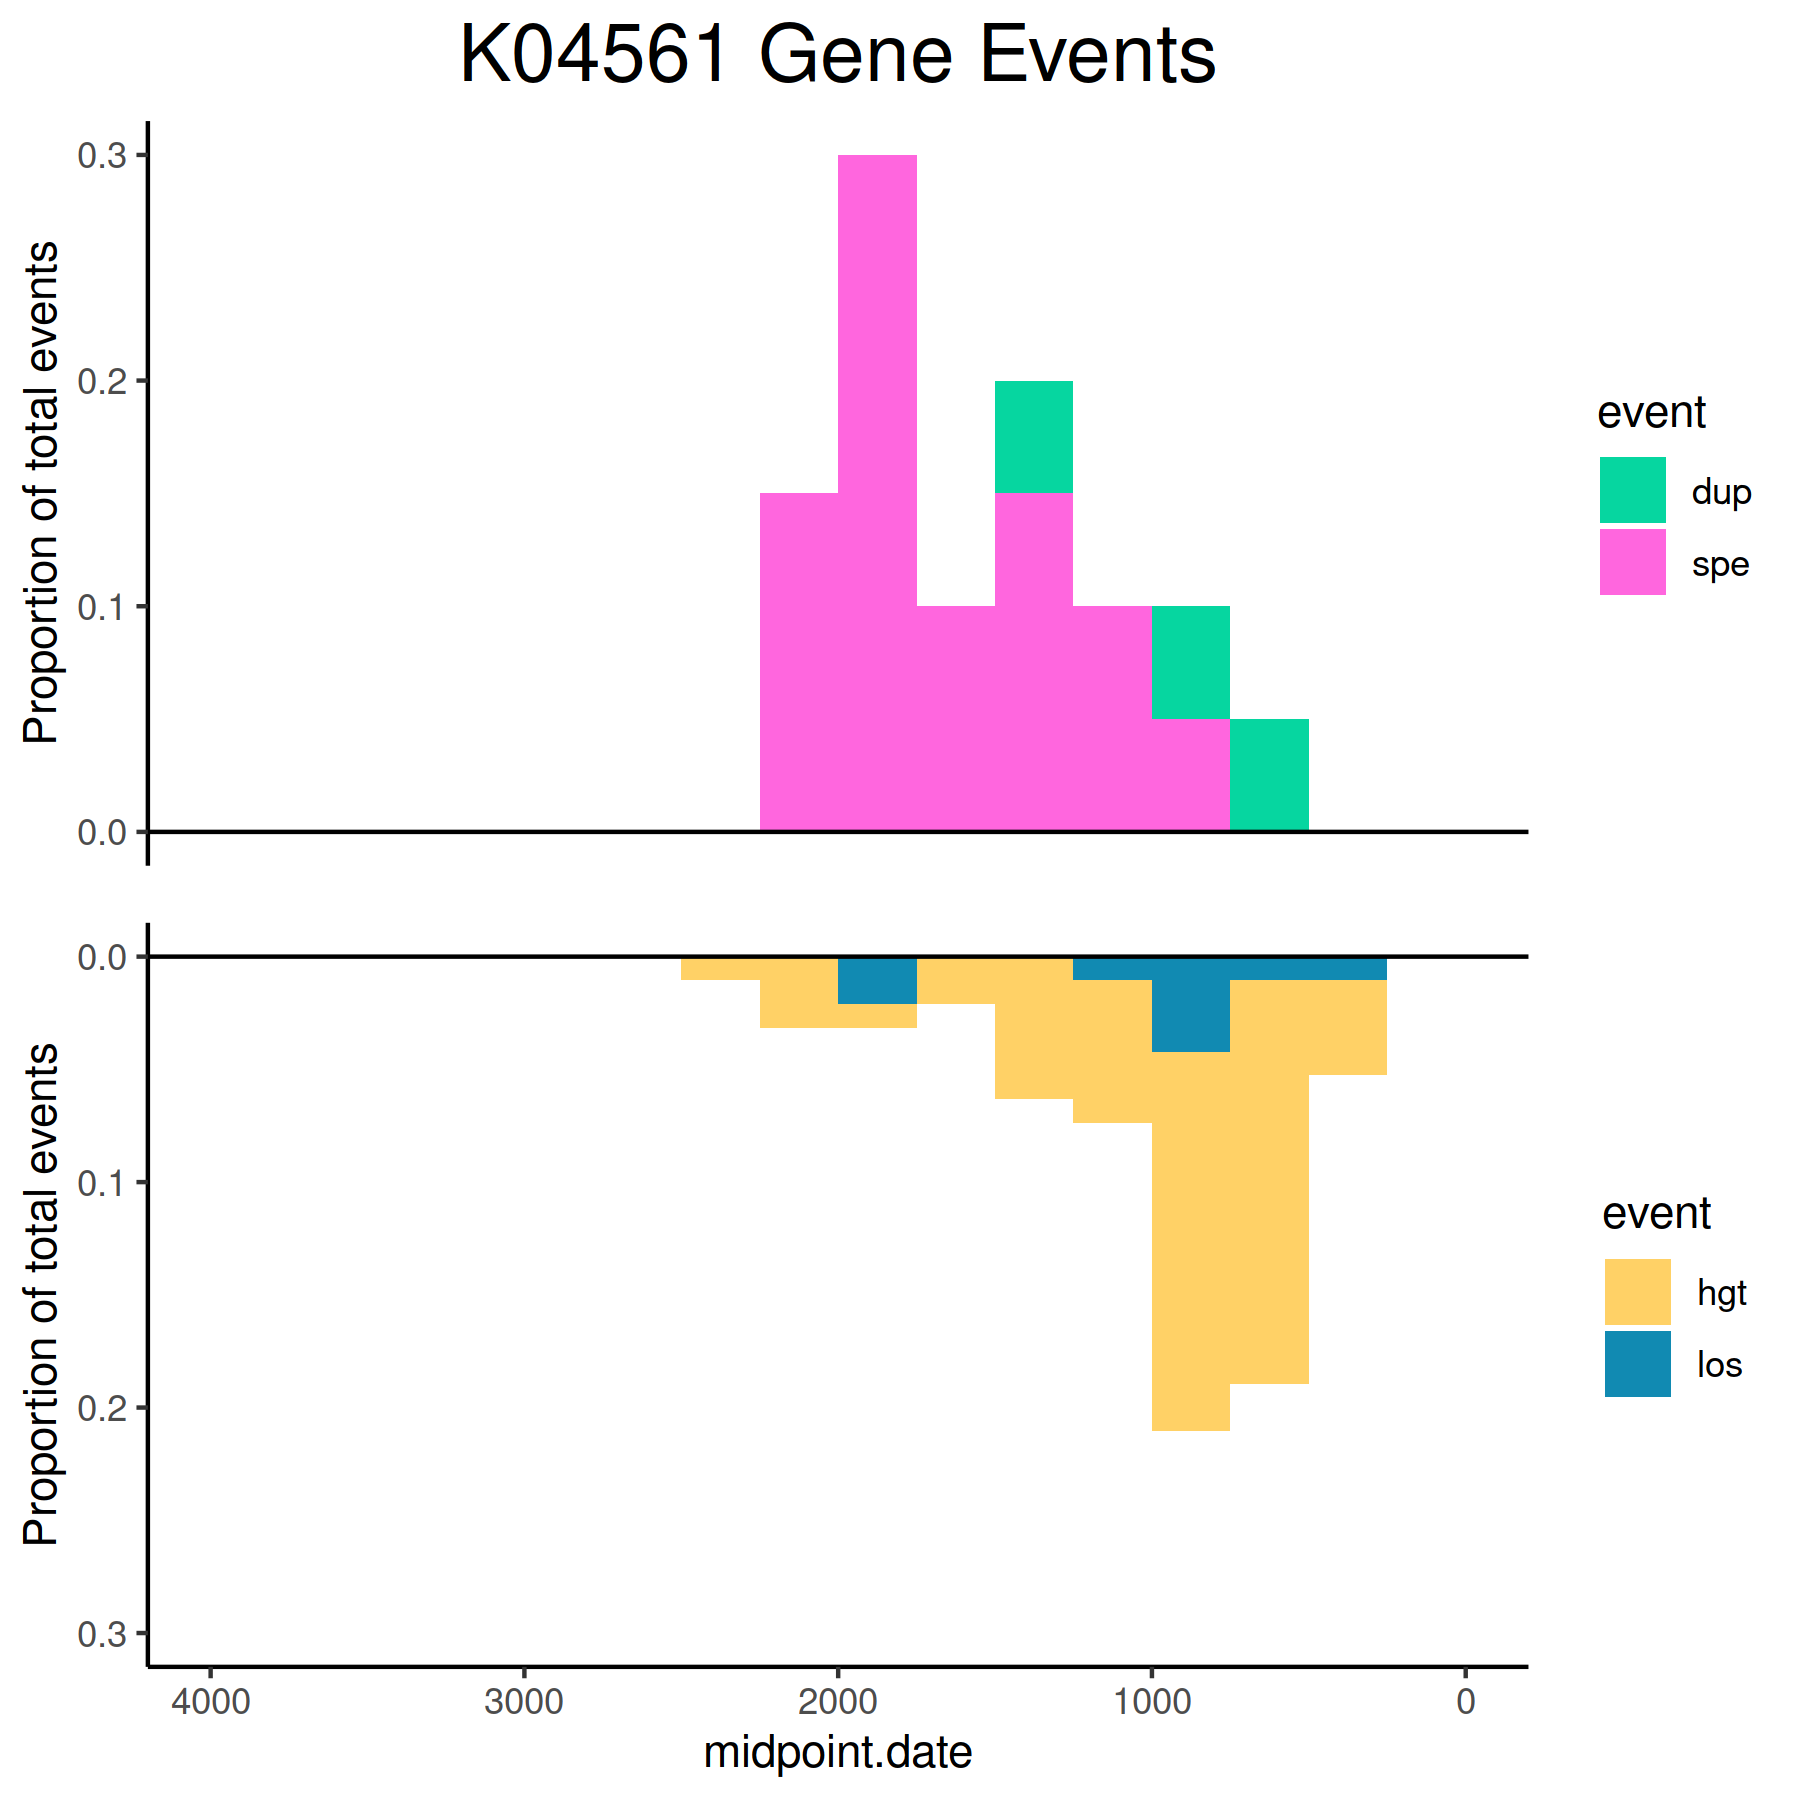 K04561 Gene Events
Proportion of total events
0.3
0.2
0.1
0.0
event
dup
spe
Proportion of total events
0.0
0.1
0.2
0.3
event
hgt
los
4000 3000 2000 1000 0
midpoint.date